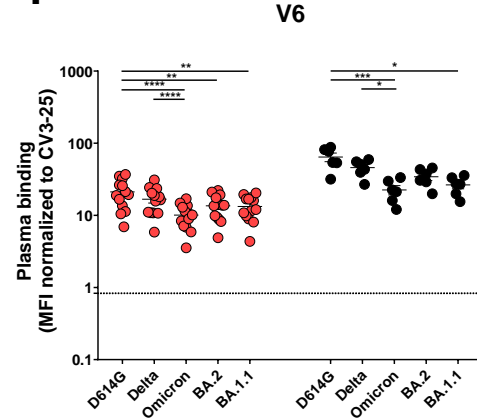 V6
Plasma binding
(MFI normalized to CV3-25)
1000
100
10
1
0.1
**
**
****
****
*
***
*
D614G
Delta
Omicron
BA.2
BA.1.1
D614G
Delta
Omicron
BA.2
BA.1.1